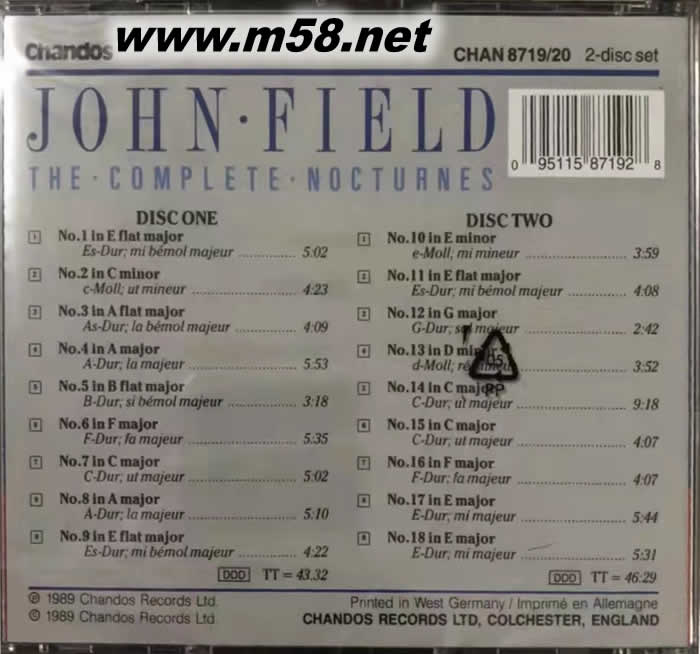 Chandos
www.m58.net
CHAN 8719/20 2-disc set
JOHN·FIELD
THE·COMPLETE·NOCTURNES
0 95115 87192 8
DISC ONE
1 No.1 in E flat major
Es-Dur; mi bémol majeur 5:02
2 No.2 in C minor
c-Moll; ut mineur 4:23
3 No.3 in A flat major
As-Dur; la bémol majeur 4:09
4 No.4 in A major
A-Dur; la majeur 5:53
5 No.5 in B flat major
B-Dur; si bémol majeur 3:18
6 No.6 in F major
F-Dur; fa majeur 5:35
7 No.7 in C major
C-Dur; ut majeur 5:02
8 No.8 in A major
A-Dur; la majeur 5:10
9 No.9 in E flat major
Es-Dur; mi bémol majeur 4:22
DDD TT = 43.32
DISC TWO
1 No.10 in E minor
e-Moll; mi mineur 3:59
2 No.11 in E flat major
Es-Dur; mi bémol majeur 4:08
3 No.12 in G major
G-Dur; sol majeur 2:42
4 No.13 in D minor
d-Moll; ré mineur 3:52
5 No.14 in C major
C-Dur; ut majeur 9:18
6 No.15 in C major
C-Dur; ut majeur 4:07
7 No.16 in F major
F-Dur; fa majeur 4:07
8 No.17 in E major
E-Dur; mi majeur 5:44
No.18 in E major
E-Dur; mi majeur 5:31
DDD TT = 46:29
PP
℗ 1989 Chandos Records Ltd.
© 1989 Chandos Records Ltd.
Printed in West Germany / Imprimé en Allemagne
CHANDOS RECORDS LTD, COLCHESTER, ENGLAND